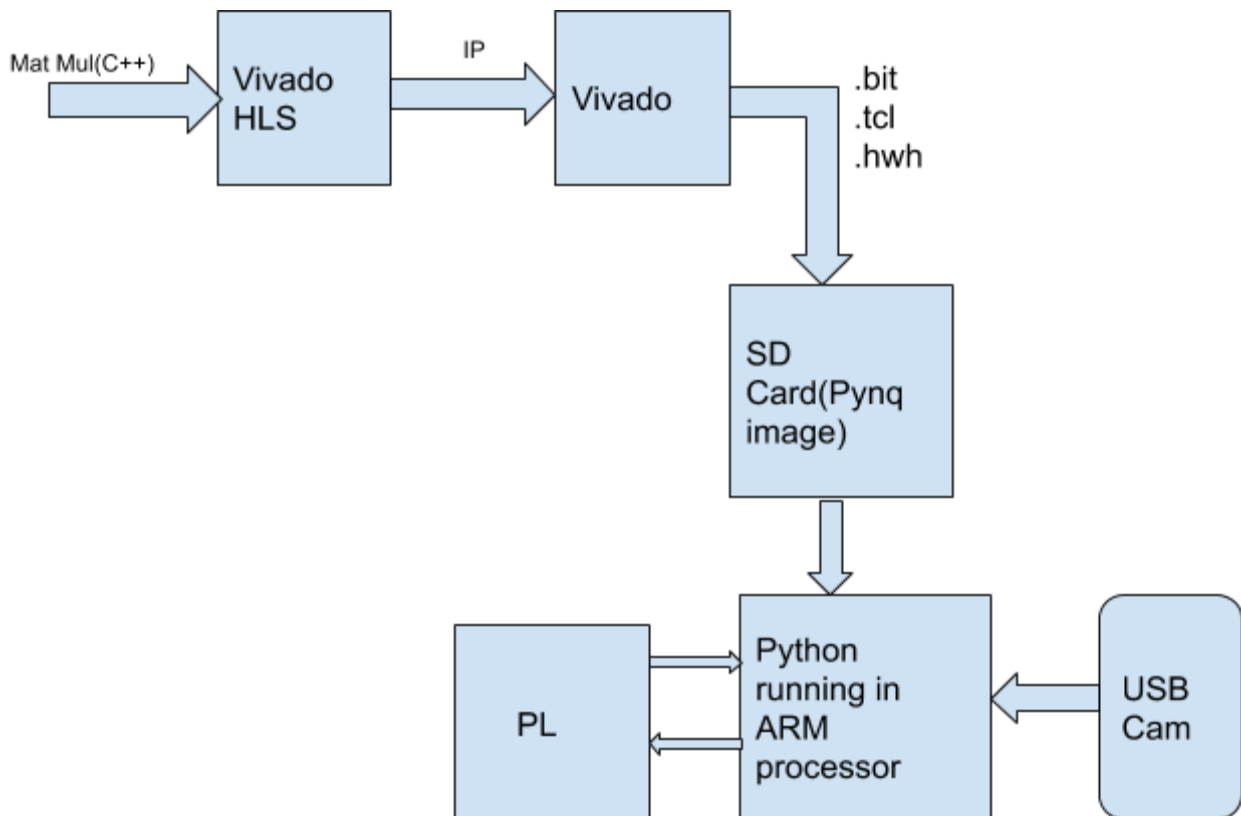 Mat Mul(C++)
Vivado
HLS
IP
Vivado
.bit
.tcl
.hwh
SD
Card(Pynq
image)
PL
Python
running in
ARM
processor
USB
Cam